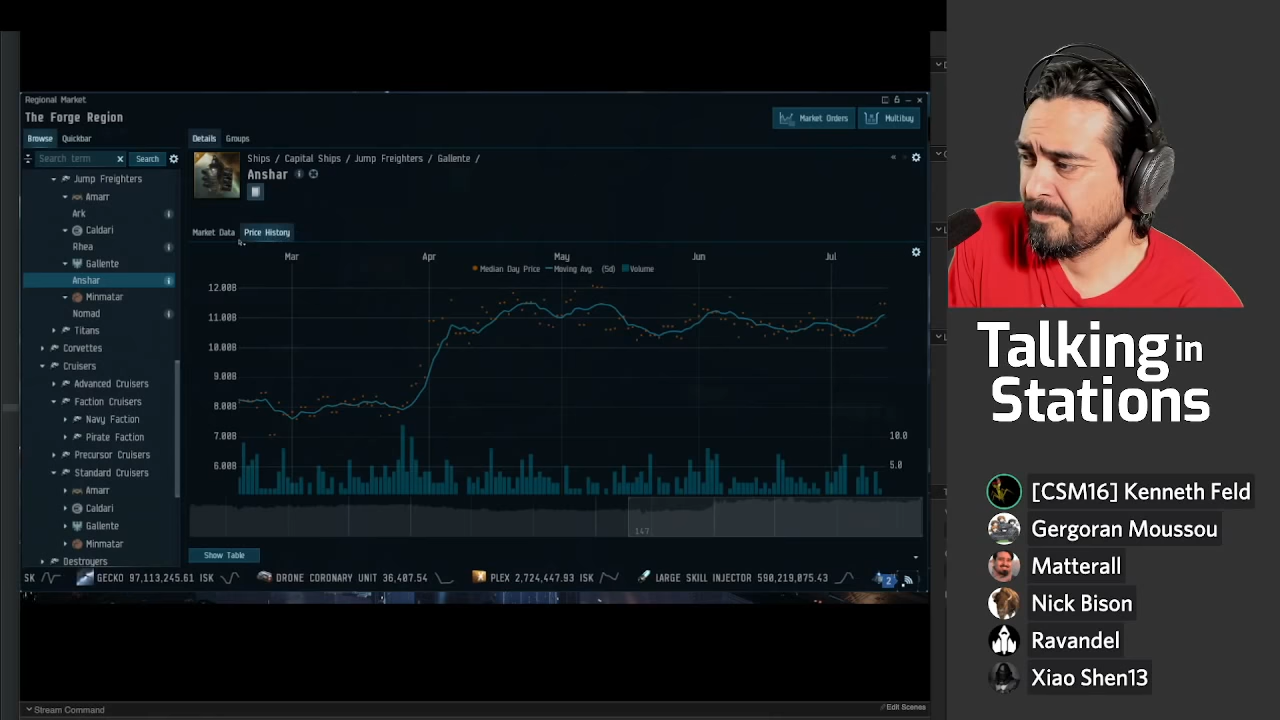 Regional Market
The Forge Region
Market Orders
Multibuy
Browse
Quickbar
Search term
Search
Jump Freighters
Amarr
Ark
Caldari
Rhea
Gallente
Anshar
Minmatar
Nomad
Titans
Corvettes
Cruisers
Advanced Cruisers
Faction Cruisers
Navy Faction
Pirate Faction
Precursor Cruisers
Standard Cruisers
Amarr
Caldari
Gallente
Minmatar
Destroyers
Details
Groups
Ships / Capital Ships / Jump Freighters / Gallente /
Anshar
Market Data
Price History
Mar
Apr
May
Jun
Jul
Median Day Price
Moving Avg. (5d)
Volume
12.00B
11.00B
10.00B
9.00B
8.00B
7.00B
6.00B
10.0
5.0
147
Show Table
SK
GECKO 97,113,245.61 ISK
DRONE CORONARY UNIT 36,407.54
PLEX 2,724,447.93 ISK
LARGE SKILL INJECTOR 598,219,875.43
2
Stream Command
Edit Scenes
Talking in
Stations
[CSM16] Kenneth Feld
Gergoran Moussou
Matterall
Nick Bison
Ravandel
Xiao Shen13